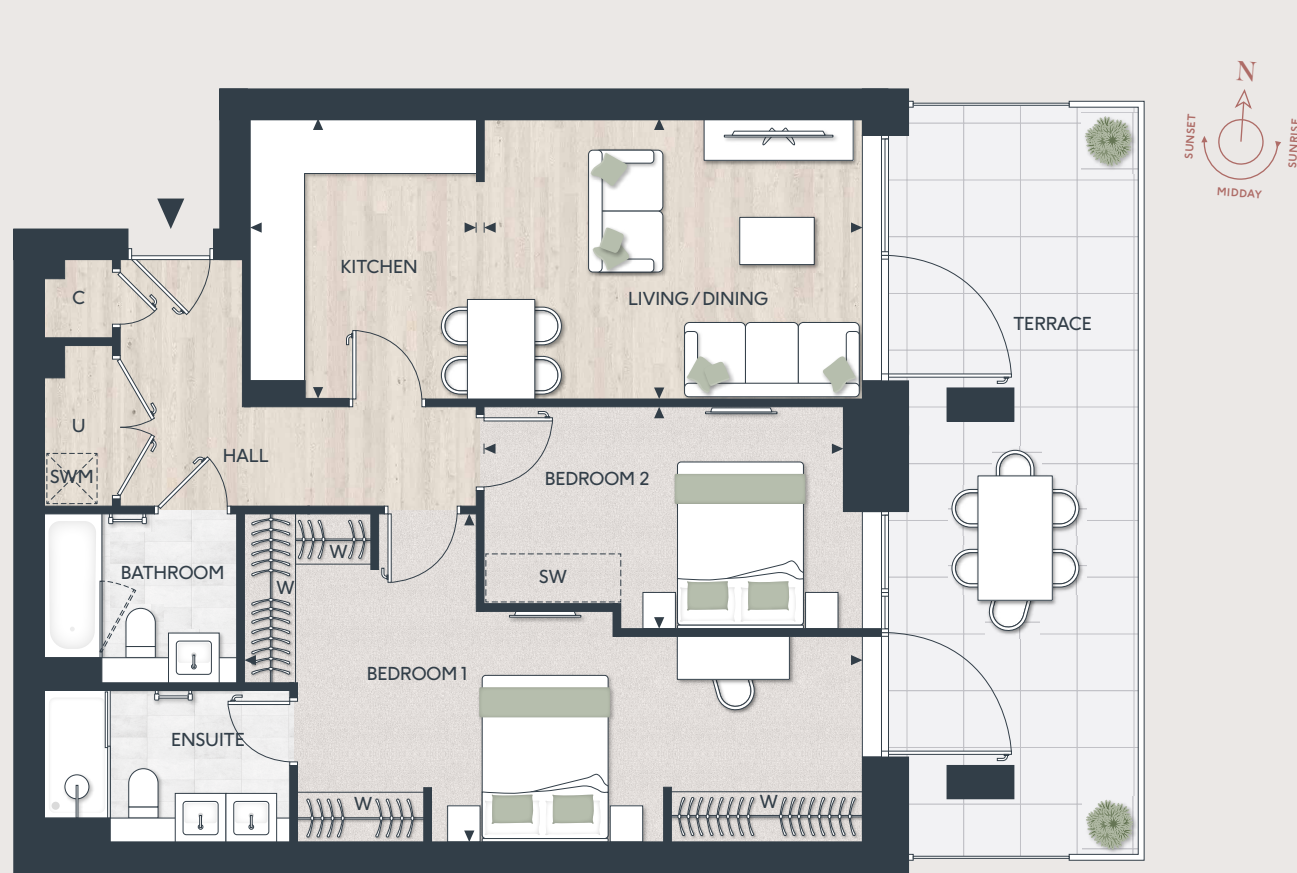 N
SUNSET
SUNRISE
MIDDAY
KITCHEN
LIVING / DINING
TERRACE
C
U
SWM
HALL
BEDROOM 2
SW
W
W
BATHROOM
BEDROOM 1
ENSUITE
W
W